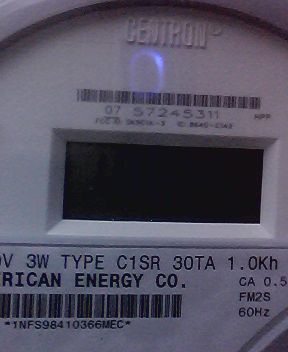 CENTRON®
07 57245311
HPP
0V 3W TYPE C1SR 30TA 1.0Kh
RICAN ENERGY CO.
CA 0.5
FM2S
60Hz
*1NFS98410366MEC*